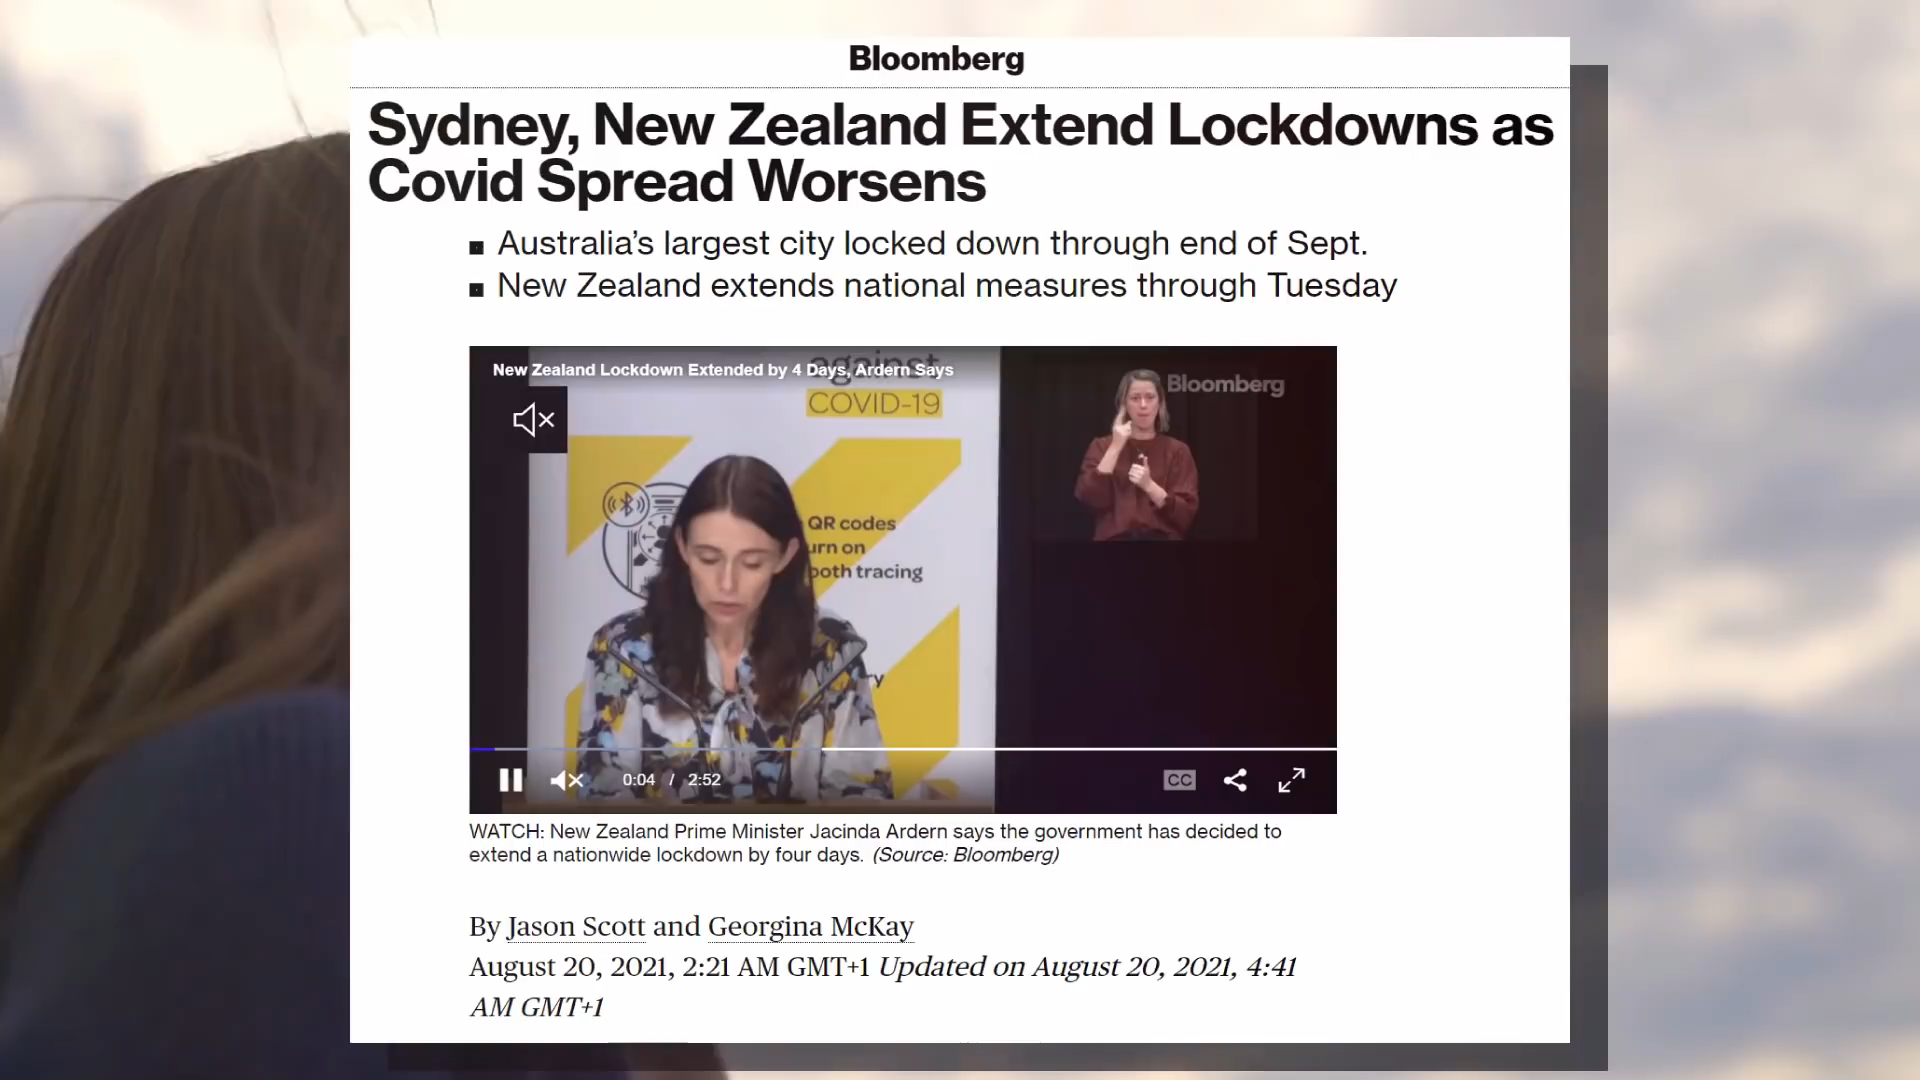 Bloomberg
Sydney, New Zealand Extend Lockdowns as
Covid Spread Worsens
▪ Australia's largest city locked down through end of Sept.
▪ New Zealand extends national measures through Tuesday
New Zealand Lockdown Extended by 4 Days, Ardern Says
against
COVID-19
Bloomberg
QR codes
urn on
ooth tracing
ry
0:04 / 2:52
CC
WATCH: New Zealand Prime Minister Jacinda Ardern says the government has decided to
extend a nationwide lockdown by four days. (Source: Bloomberg)
By Jason Scott and Georgina McKay
August 20, 2021, 2:21 AM GMT+1 Updated on August 20, 2021, 4:41
AM GMT+1